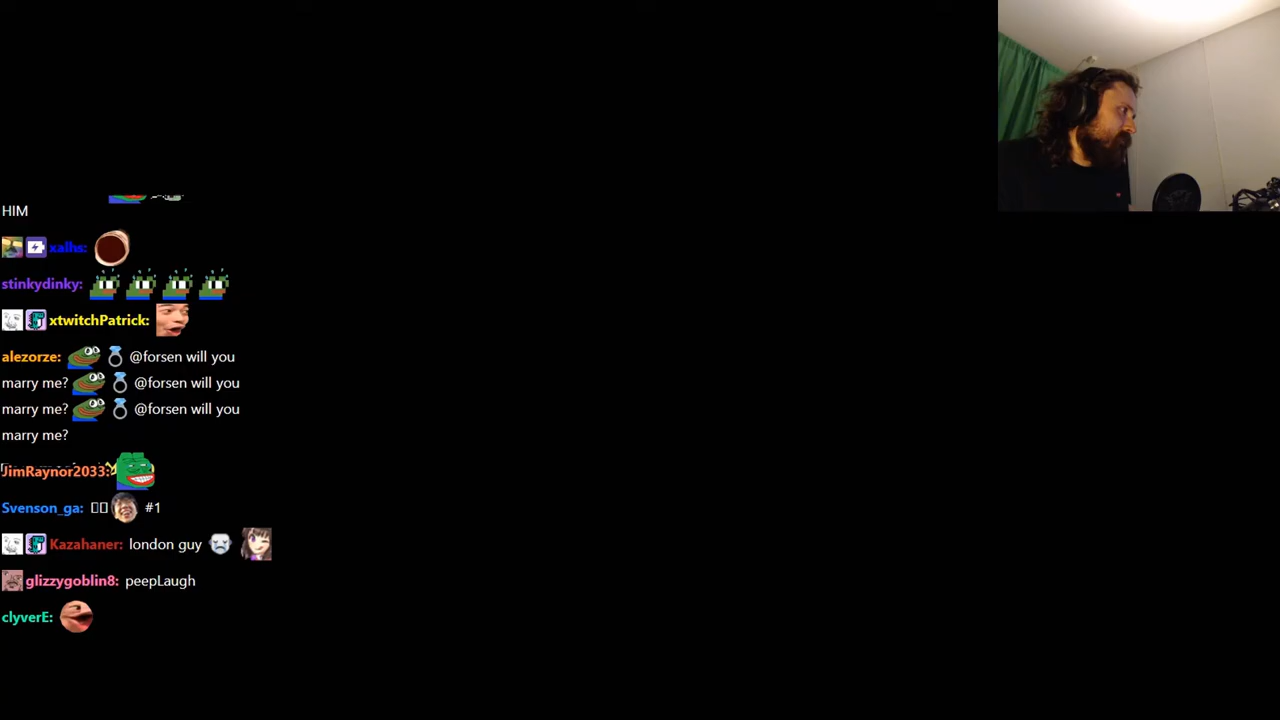 HIM
xalhs:
stinkydinky:
xtwitchPatrick:
alezorze: @forsen will you
marry me? @forsen will you
marry me? @forsen will you
marry me?
JimRaynor2033:
Svenson_ga: #1
Kazahaner: london guy
glizzygoblin8: peepLaugh
clyverE: